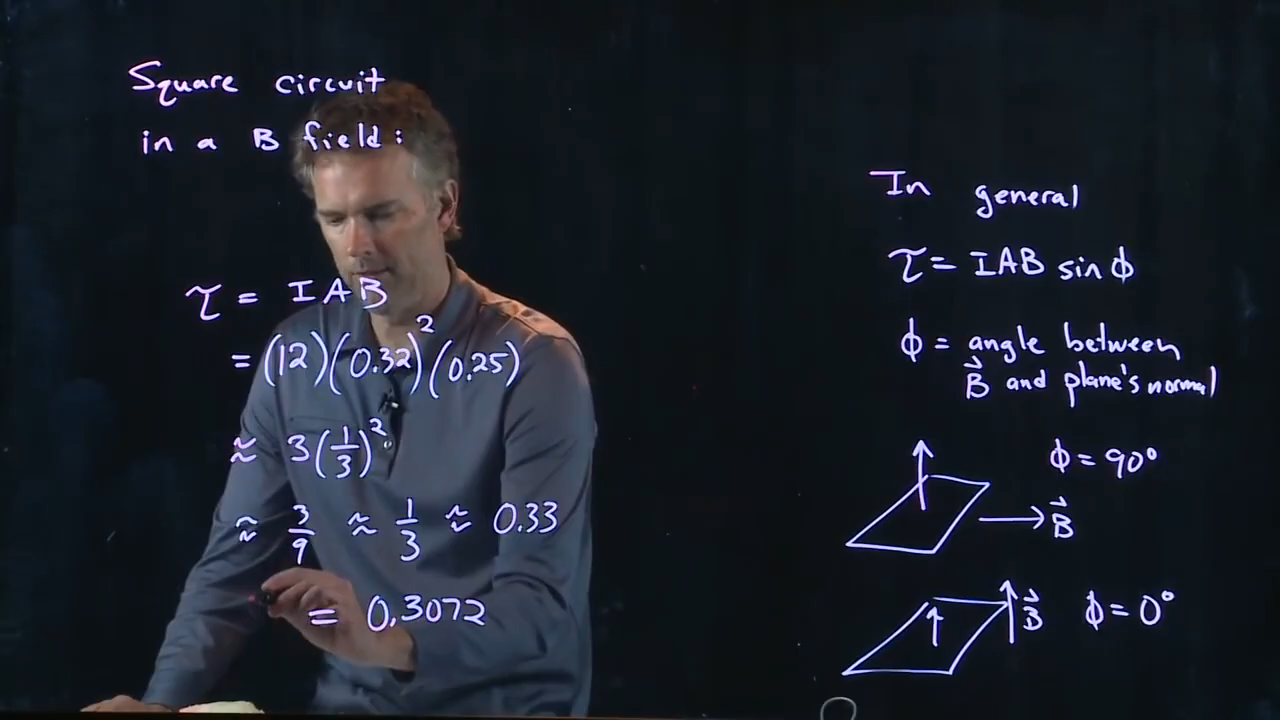 Square circuit
in a B field:
τ = IAB
= (12)(0.32)²(0.25)
≈ 3(1/3)²
≈ 3/9 ≈ 1/3 ≈ 0.33
= 0.3072
In general
τ = IAB sin ϕ
ϕ = angle between
B⃗ and plane's normal
ϕ = 90°
B⃗
B⃗ ϕ = 0°